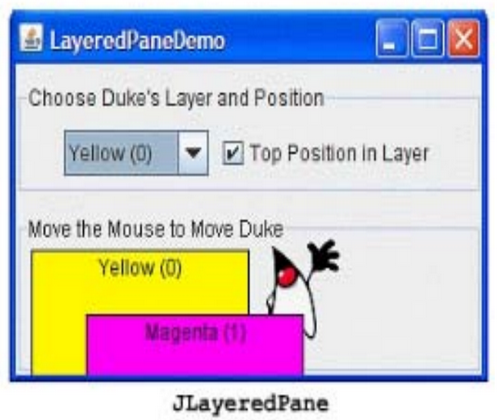 LayeredPaneDemo
Choose Duke's Layer and Position
Yellow (0)
Top Position in Layer
Move the Mouse to Move Duke
Yellow (0)
Magenta (1)
JLayeredPane